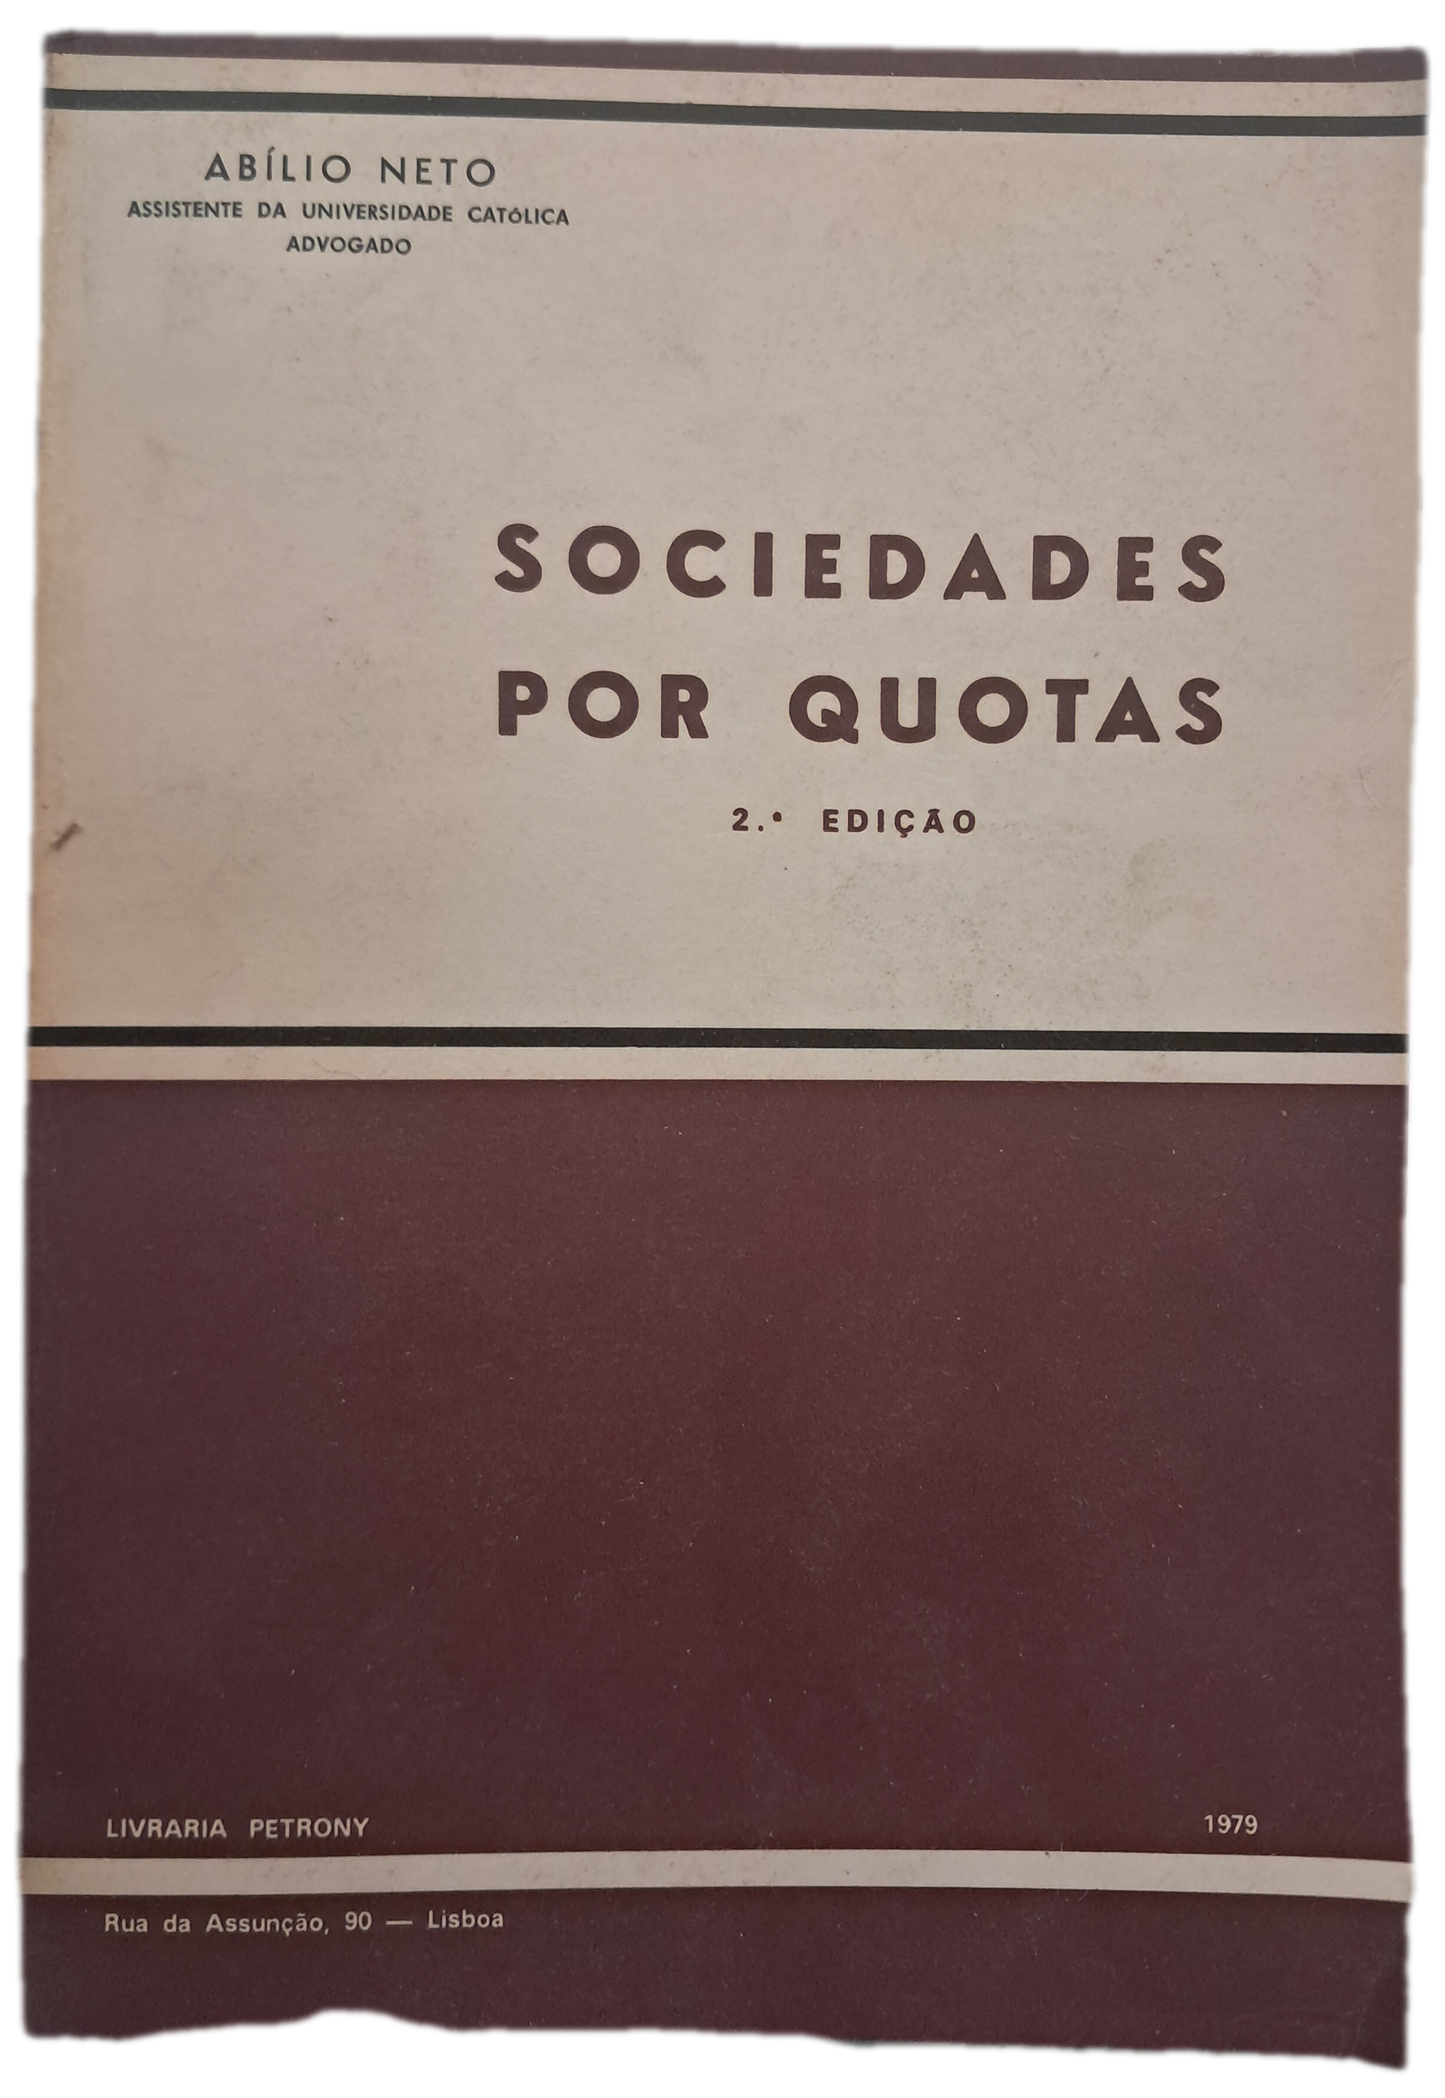 ABÍLIO NETO
ASSISTENTE DA UNIVERSIDADE CATÓLICA
ADVOGADO
SOCIEDADES
POR QUOTAS
2.ª EDIÇÃO
LIVRARIA PETRONY
1979
Rua da Assunção, 90 — Lisboa